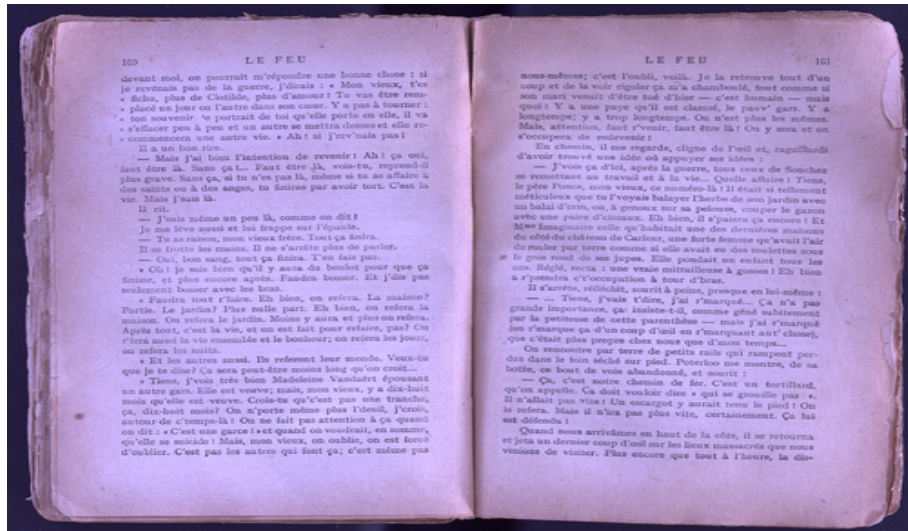 160
LE FEU
devant moi, on pourrait m'répondre une bonne chose : si
je revenais pas de la guerre, j'dirais : « Mon vieux, t'es
« fichu, plus de Clotilde, plus d'amour ! Tu vas être rem-
« placé un jour ou l'autre dans son cœur. Y a pas à tourner :
« ton souvenir, le portrait de toi qu'elle porte en elle, il va
« s'effacer peu à peu et un autre se mettra dessus et elle re-
« commencera une autre vie. » Ah ! si j'rev'nais pas !
Il a un bon rire.
— Mais j'ai bien l'intention de revenir ! Ah ! ça oui,
faut être là. Sans ça !... Faut être là, vois-tu, reprend-il
plus grave. Sans ça, si tu n'es pas là, même si tu as affaire à
des saints ou à des anges, tu finiras par avoir tort. C'est la
vie. Mais j'suis là.
Il rit.
— J'suis même un peu là, comme on dit !
Je me lève aussi et lui frappe sur l'épaule.
— Tu as raison, mon vieux frère. Tout ça finira.
Il se frotte les mains. Il ne s'arrête plus de parler.
— Oui, bon sang, tout ça finira. T'en fais pas.
« Oh ! je sais bien qu'il y aura du boulot pour que ça
finisse, et plus encore après. Faudra bosser. Et j'dis pas
seulement bosser avec les bras.
« Faudra tout r'faire. Eh bien, on refera. La maison ?
Partie. Le jardin ? Plus nulle part. Eh bien, on refera la
maison. On refera le jardin. Moins y aura et plus on refera.
Après tout, c'est la vie, et on est fait pour refaire, pas ? On
r'fera aussi la vie ensemble et le bonheur ; on refera les jours,
on refera les nuits.
« Et les autres aussi. Ils referont leur monde. Veux-tu
que je te dise ? Ça sera peut-être moins long qu'on croit...
« Tiens, j'vois très bien Madeleine Vandaërt épousant
un autre gars. Elle est veuve ; mais, mon vieux, y a dix-huit
mois qu'elle est veuve. Crois-tu qu'c'est pas une tranche,
ça, dix-huit mois ? On n'porte même plus l'deuil, j'crois,
autour de c'temps-là ! On ne fait pas attention à ça quand
on dit : « C'est une garce ! » et quand on voudrait, en somme,
qu'elle se suicide ! Mais, mon vieux, on oublie, on est forcé
d'oublier. C'est pas les autres qui font ça ; c'est même pas
LE FEU
161
nous-mêmes ; c'est l'oubli, voilà. Je la retrouve tout d'un
coup et de la voir rigoler ça m'a chamboulé, tout comme si
son mari venait d'être tué d'hier — c'est humain — mais
quoi ! Y a une paye qu'il est clamsé, le pauv' gars. Y a
longtemps ; y a trop longtemps. On n'est plus les mêmes.
Mais, attention, faut r'venir, faut être là ! On y sera et on
s'occupera de redevenir !
En chemin, il me regarde, cligne de l'œil et, ragaillardi
d'avoir trouvé une idée où appuyer ses idées :
— J'vois ça d'ici, après la guerre, tous ceux de Souchez
se remettant au travail et à la vie... Quelle affaire ! Tiens,
le père Ponce, mon vieux, ce numéro-là ! Il était si tellement
méticuleux que tu l'voyais balayer l'herbe de son jardin avec
un balai d'crin, ou, à genoux sur sa pelouse, couper le gazon
avec une paire d'ciseaux. Eh bien, il s'paiera ça encore ! Et
Mme Imaginaire celle qu'habitait une des dernières maisons
du côté du château de Carleul, une forte femme qu'avait l'air
de rouler par terre comme si elle avait eu des roulettes sous
le gros rond de ses jupes. Elle pondait un enfant tous les
ans. Réglé, recta : une vraie mitrailleuse à gosses ! Eh bien
a r'prendra c't'occupation à tour d'bras.
Il s'arrête, réfléchit, sourit à peine, presque en lui-même :
— ... Tiens, j'vais t'dire, j'ai r'marqué... Ça n'a pas
grande importance, ça, insiste-t-il, comme gêné subitement
par la petitesse de cette parenthèse — mais j'ai r'marqué
(on r'marque ça d'un coup d'œil en r'marquant aut' chose),
que c'était plus propre chez nous que d'mon temps...
On rencontre par terre de petits rails qui rampent per-
dus dans le foin séché sur pied. Poterloo me montre, de sa
botte, ce bout de voie abandonné, et sourit :
— Ça, c'est notre chemin de fer. C'est un tortillard,
qu'on appelle. Ça doit vouloir dire « qui se grouille pas ».
Il n'allait pas vite ! Un escargot y aurait tenu le pied ! On
le refera. Mais il n'ira pas plus vite, certainement. Ça lui
est défendu !
Quand nous arrivâmes en haut de la côte, il se retourna
et jeta un dernier coup d'œil sur les lieux massacrés que nous
venions de visiter. Plus encore que tout à l'heure, la dis-